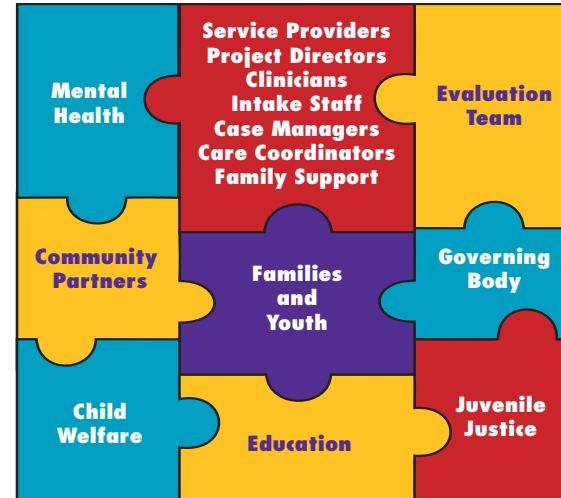 Mental
Health
Service Providers
Project Directors
Clinicians
Intake Staff
Case Managers
Care Coordinators
Family Support
Evaluation
Team
Community
Partners
Families
and
Youth
Governing
Body
Child
Welfare
Education
Juvenile
Justice